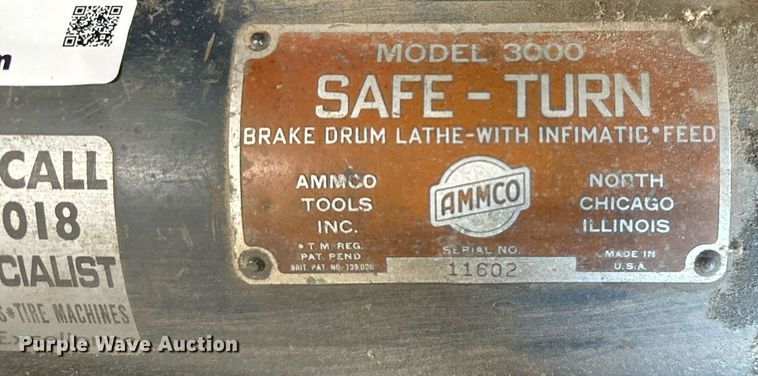 m
MODEL 3000
SAFE - TURN
BRAKE DRUM LATHE-WITH INFIMATIC*FEED
AMMCO
TOOLS
INC.
* T.M. REG.
PAT. PEND
BRIT. PAT. NO. 739,020
AMMCO
SERIAL NO.
11602
NORTH
CHICAGO
ILLINOIS
MADE IN
U.S.A.
CALL
018
CIALIST
S*TIRE MACHINES
Purple Wave Auction